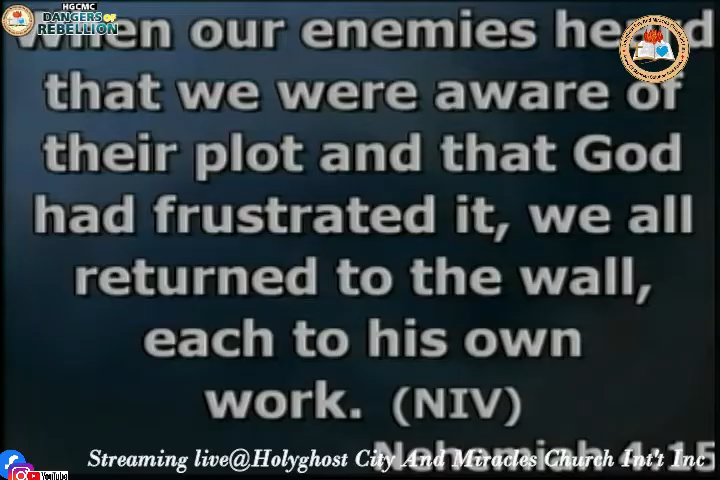 HGCMC
DANGERS OF
REBELLION
When our enemies heard
that we were aware of
their plot and that God
had frustrated it, we all
returned to the wall,
each to his own
work. (NIV)
Nehemiah 4:15
Streaming live@Holyghost City And Miracles Church Int't Inc
YouTube